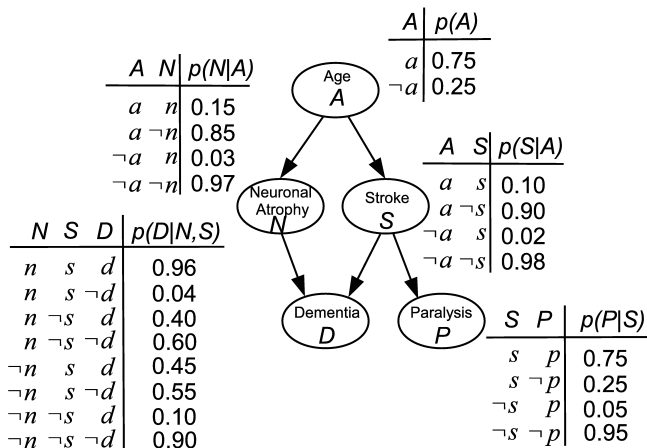 A p(A)
a 0.75
¬a 0.25
A N p(N|A)
a n 0.15
a ¬n 0.85
¬a n 0.03
¬a ¬n 0.97
Age
A
A S p(S|A)
a s 0.10
a ¬s 0.90
¬a s 0.02
¬a ¬s 0.98
Neuronal
Atrophy
N
Stroke
S
N S D p(D|N,S)
n s d 0.96
n s ¬d 0.04
n ¬s d 0.40
n ¬s ¬d 0.60
¬n s d 0.45
¬n s ¬d 0.55
¬n ¬s d 0.10
¬n ¬s ¬d 0.90
Dementia
D
Paralysis
P
S P p(P|S)
s p 0.75
s ¬p 0.25
¬s p 0.05
¬s ¬p 0.95